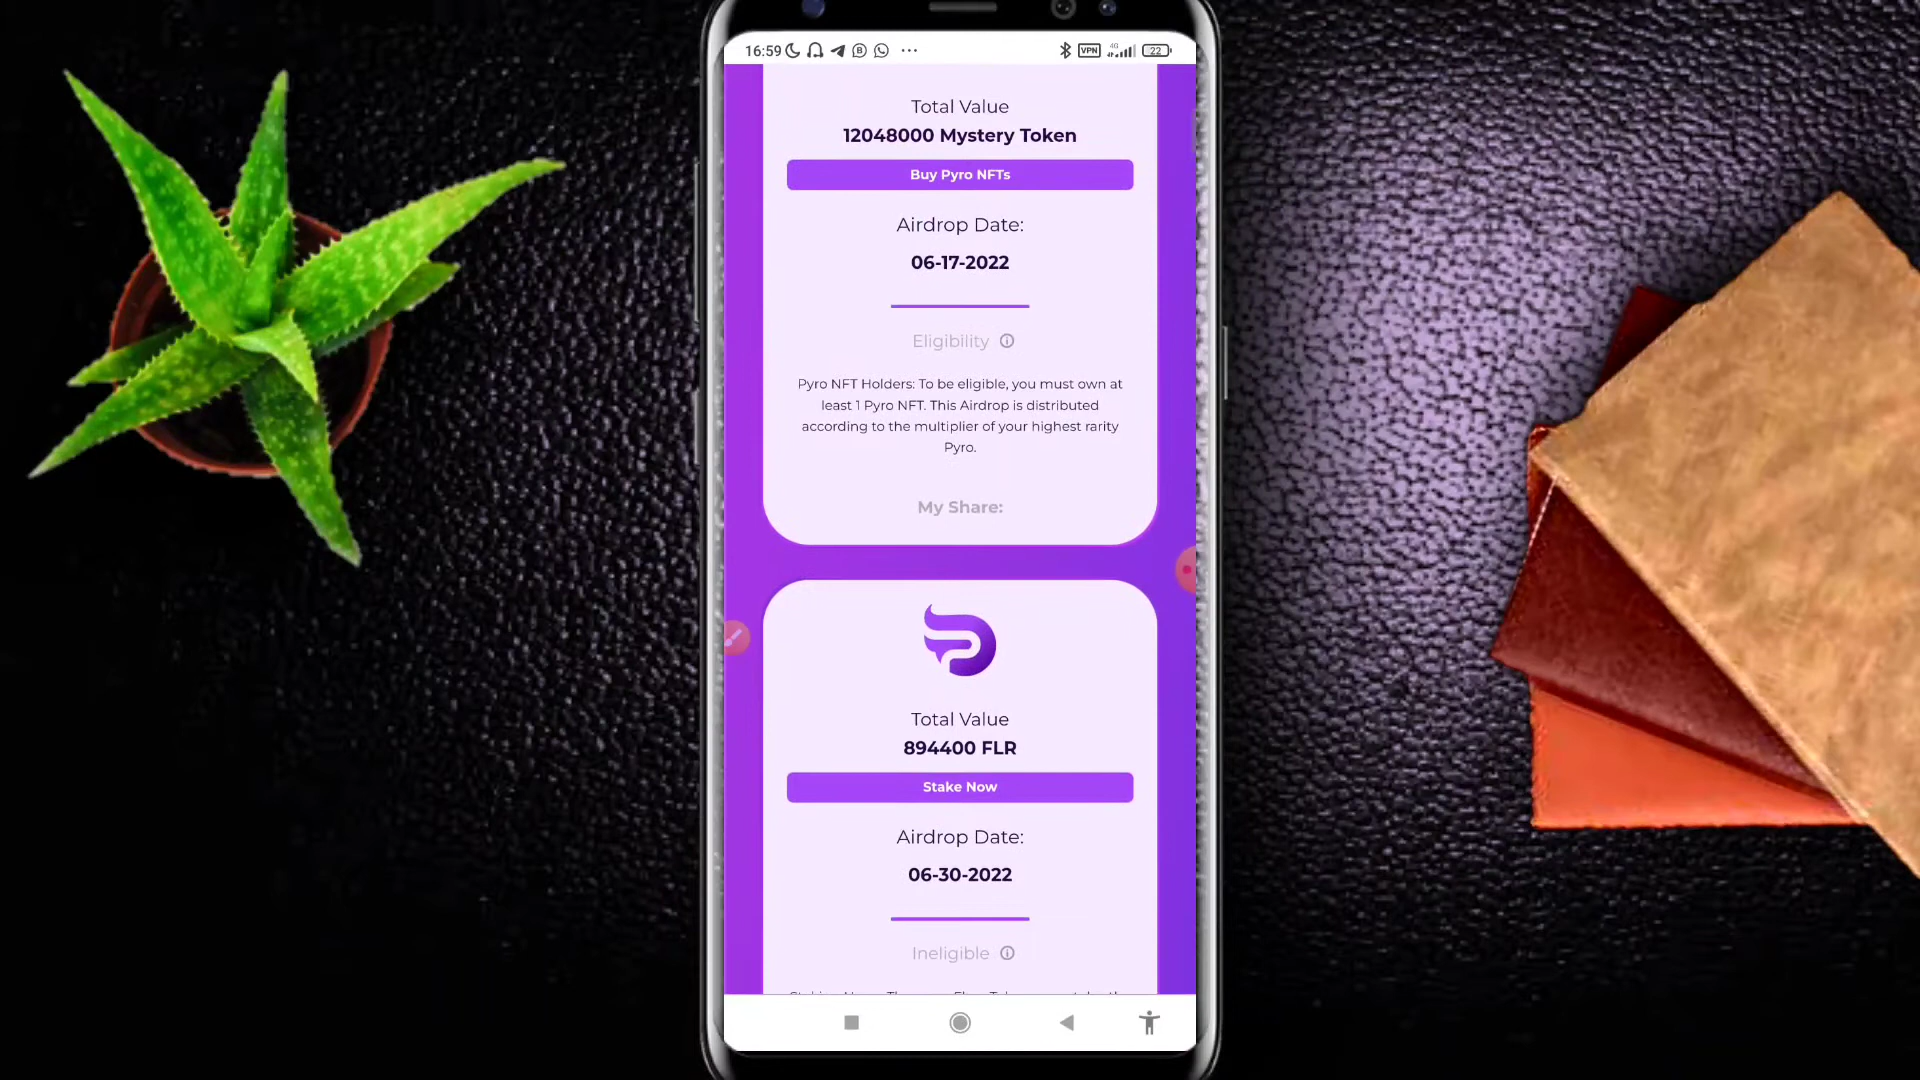 16:59
VPN 4G 22
Total Value
12048000 Mystery Token
Buy Pyro NFTs
Airdrop Date:
06-17-2022
Eligibility
Pyro NFT Holders: To be eligible, you must own at
least 1 Pyro NFT. This Airdrop is distributed
according to the multiplier of your highest rarity
Pyro.
My Share:
Total Value
894400 FLR
Stake Now
Airdrop Date:
06-30-2022
Ineligible